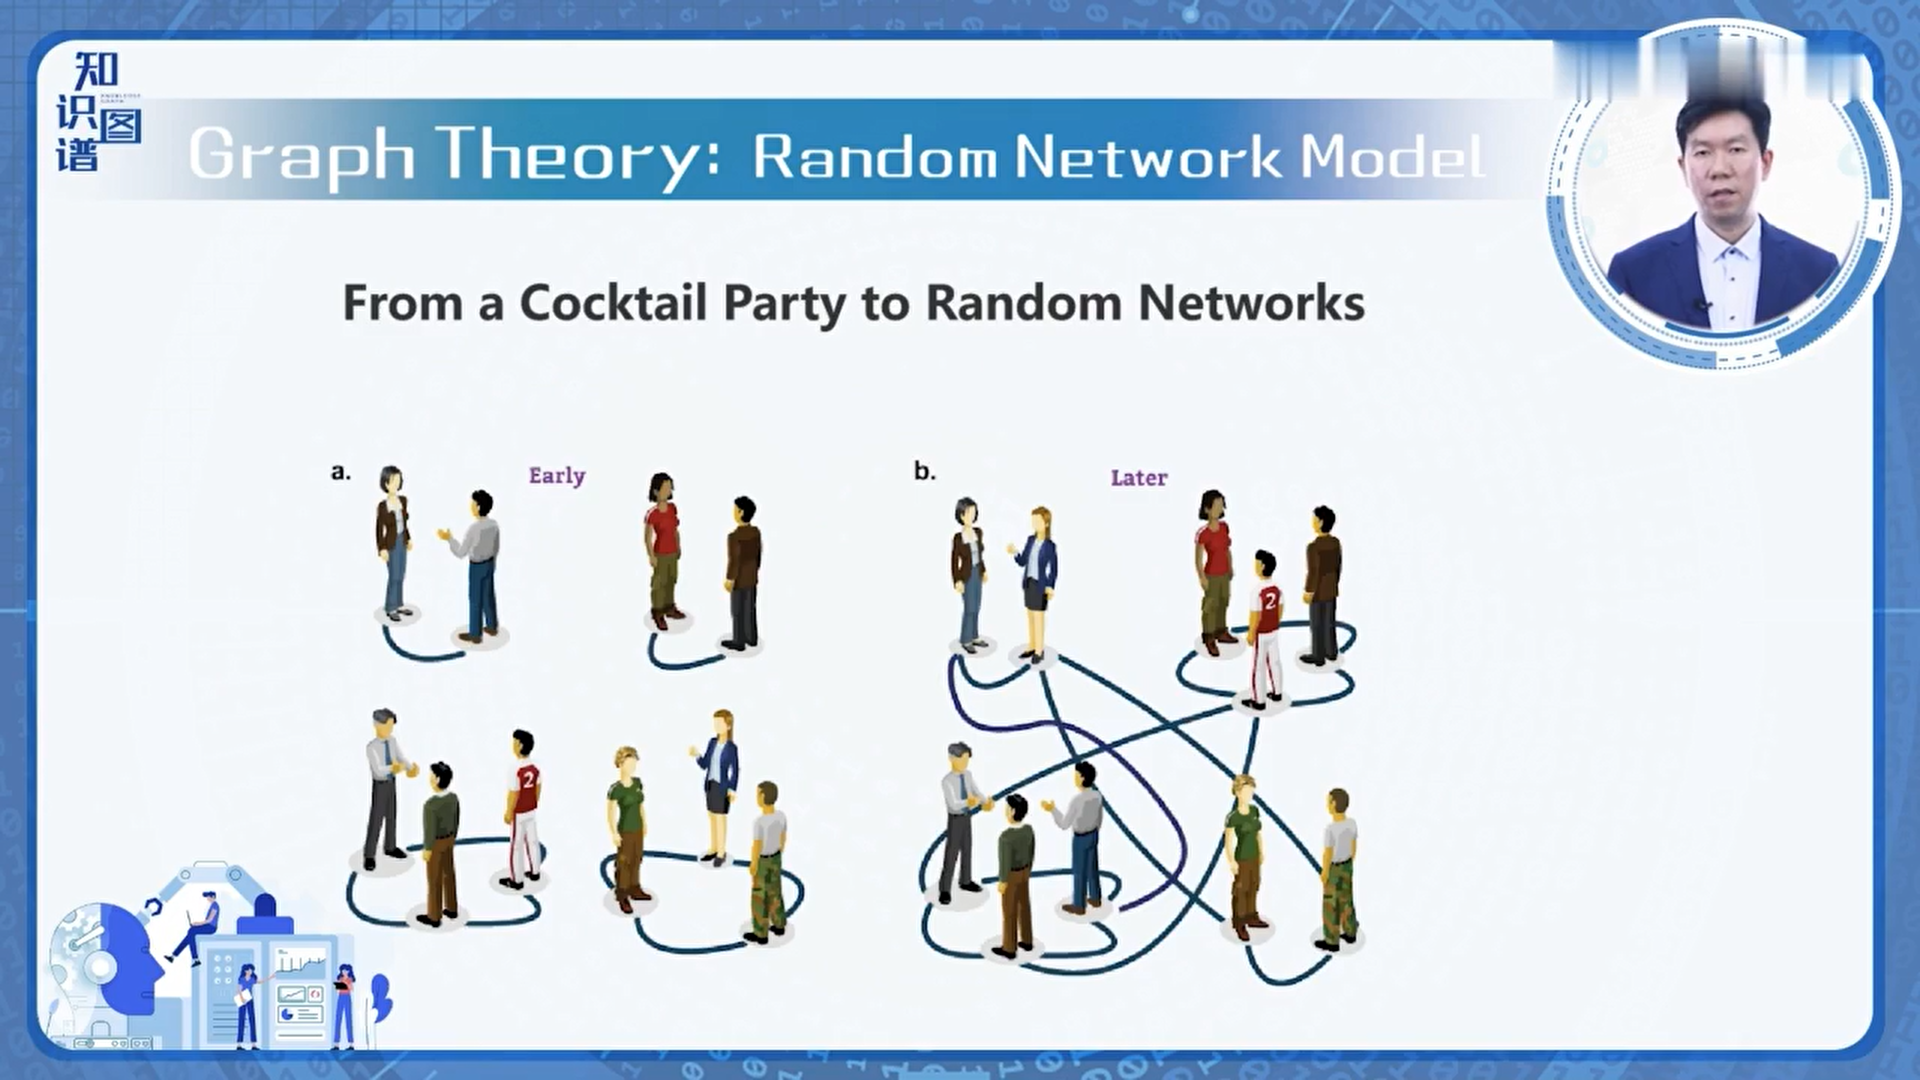 知识图谱
Graph Theory: Random Network Model
From a Cocktail Party to Random Networks
a.
Early
b.
Later
2
2